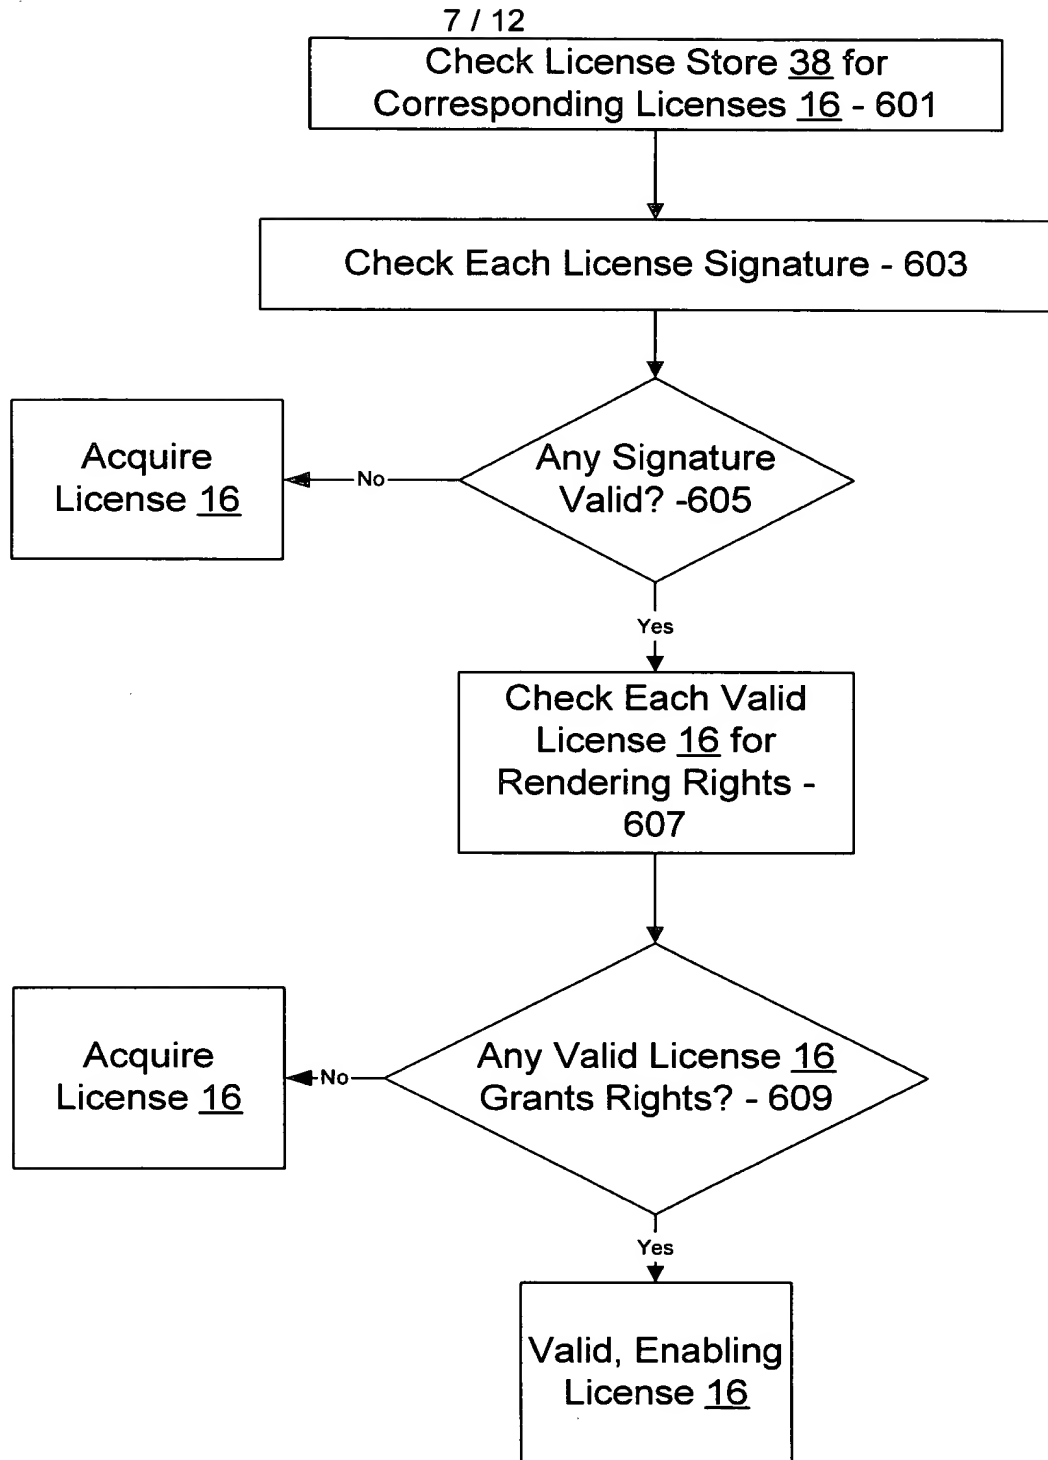 7 / 12
Check License Store 38 for
Corresponding Licenses 16 - 601
Check Each License Signature - 603
Any Signature
Valid? -605
No
Acquire
License 16
Yes
Check Each Valid
License 16 for
Rendering Rights -
607
Any Valid License 16
Grants Rights? - 609
No
Acquire
License 16
Yes
Valid, Enabling
License 16